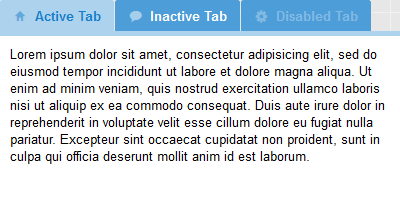 Active Tab Inactive Tab Disabled Tab
Lorem ipsum dolor sit amet, consectetur adipisicing elit, sed do
eiusmod tempor incididunt ut labore et dolore magna aliqua. Ut
enim ad minim veniam, quis nostrud exercitation ullamco laboris
nisi ut aliquip ex ea commodo consequat. Duis aute irure dolor in
reprehenderit in voluptate velit esse cillum dolore eu fugiat nulla
pariatur. Excepteur sint occaecat cupidatat non proident, sunt in
culpa qui officia deserunt mollit anim id est laborum.